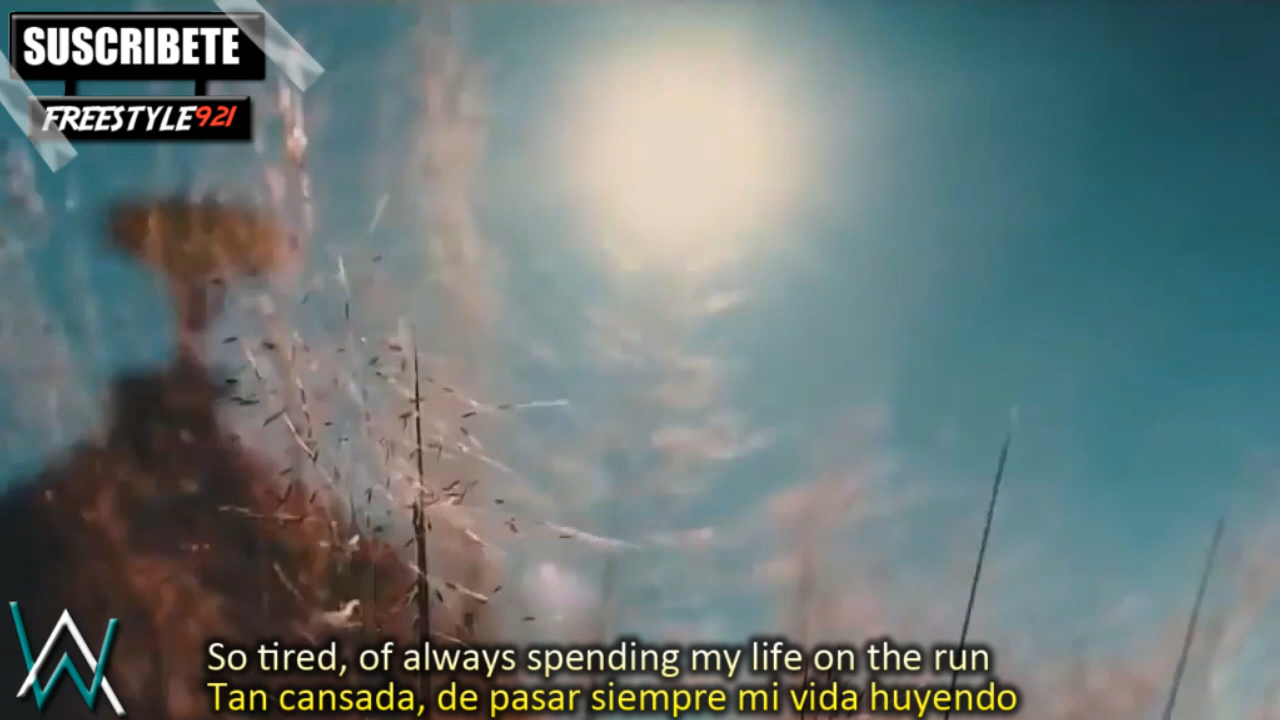 SUSCRIBETE
FREESTYLE921
So tired, of always spending my life on the run
Tan cansada, de pasar siempre mi vida huyendo